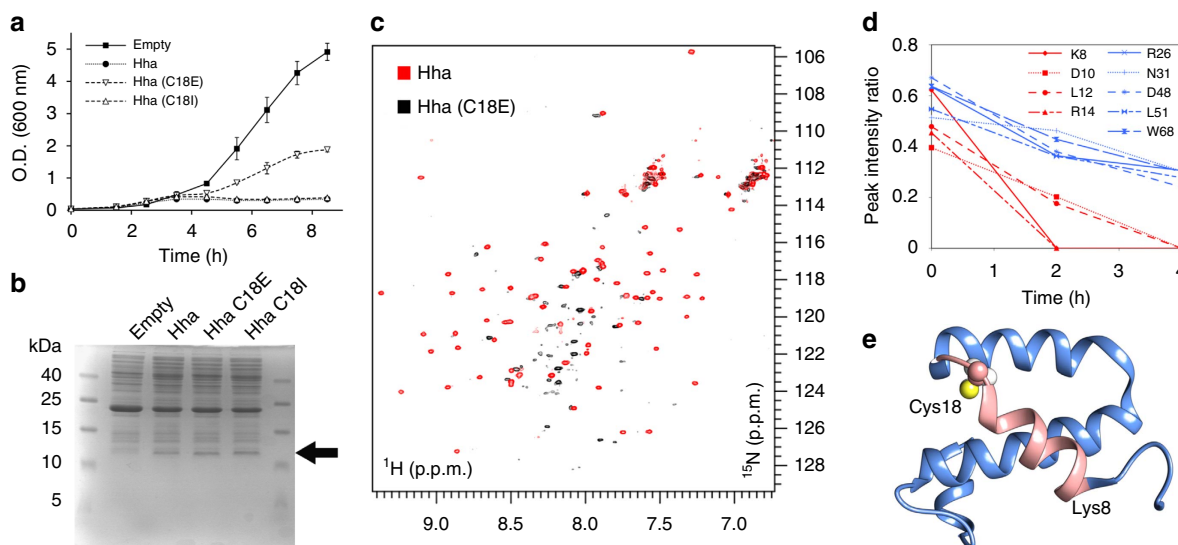 a
O.D. (600 nm)
5
4
3
2
1
0
0 2 4 6 8
Time (h)
Empty
Hha
Hha (C18E)
Hha (C18I)
b
Empty
Hha
Hha C18E
Hha C18I
kDa
40
25
15
10
5
c
Hha
Hha (C18E)
106
108
110
112
114
116
118
120
122
124
126
128
¹⁵N (p.p.m.)
¹H (p.p.m.)
9.0 8.5 8.0 7.5 7.0
d
Peak intensity ratio
0.8
0.6
0.4
0.2
0
0 1 2 3 4
Time (h)
K8
D10
L12
R14
R26
N31
D48
L51
W68
e
Cys18
Lys8